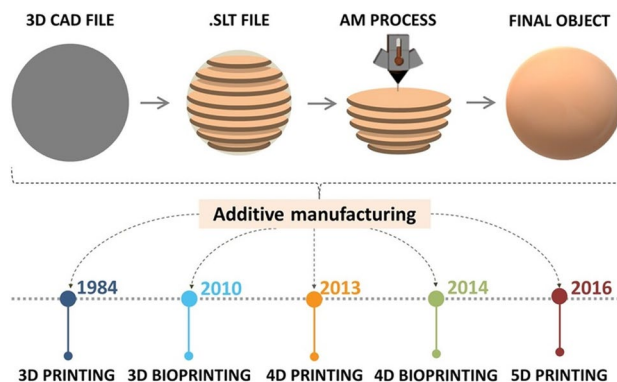 3D CAD FILE
.SLT FILE
AM PROCESS
FINAL OBJECT
Additive manufacturing
1984
2010
2013
2014
2016
3D PRINTING
3D BIOPRINTING
4D PRINTING
4D BIOPRINTING
5D PRINTING